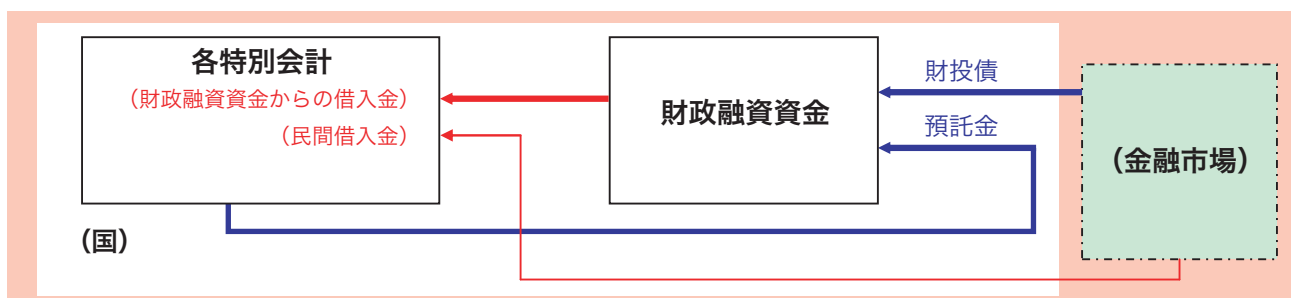 各特別会計
（財政融資資金からの借入金）
（民間借入金）
財政融資資金
財投債
預託金
（金融市場）
（国）